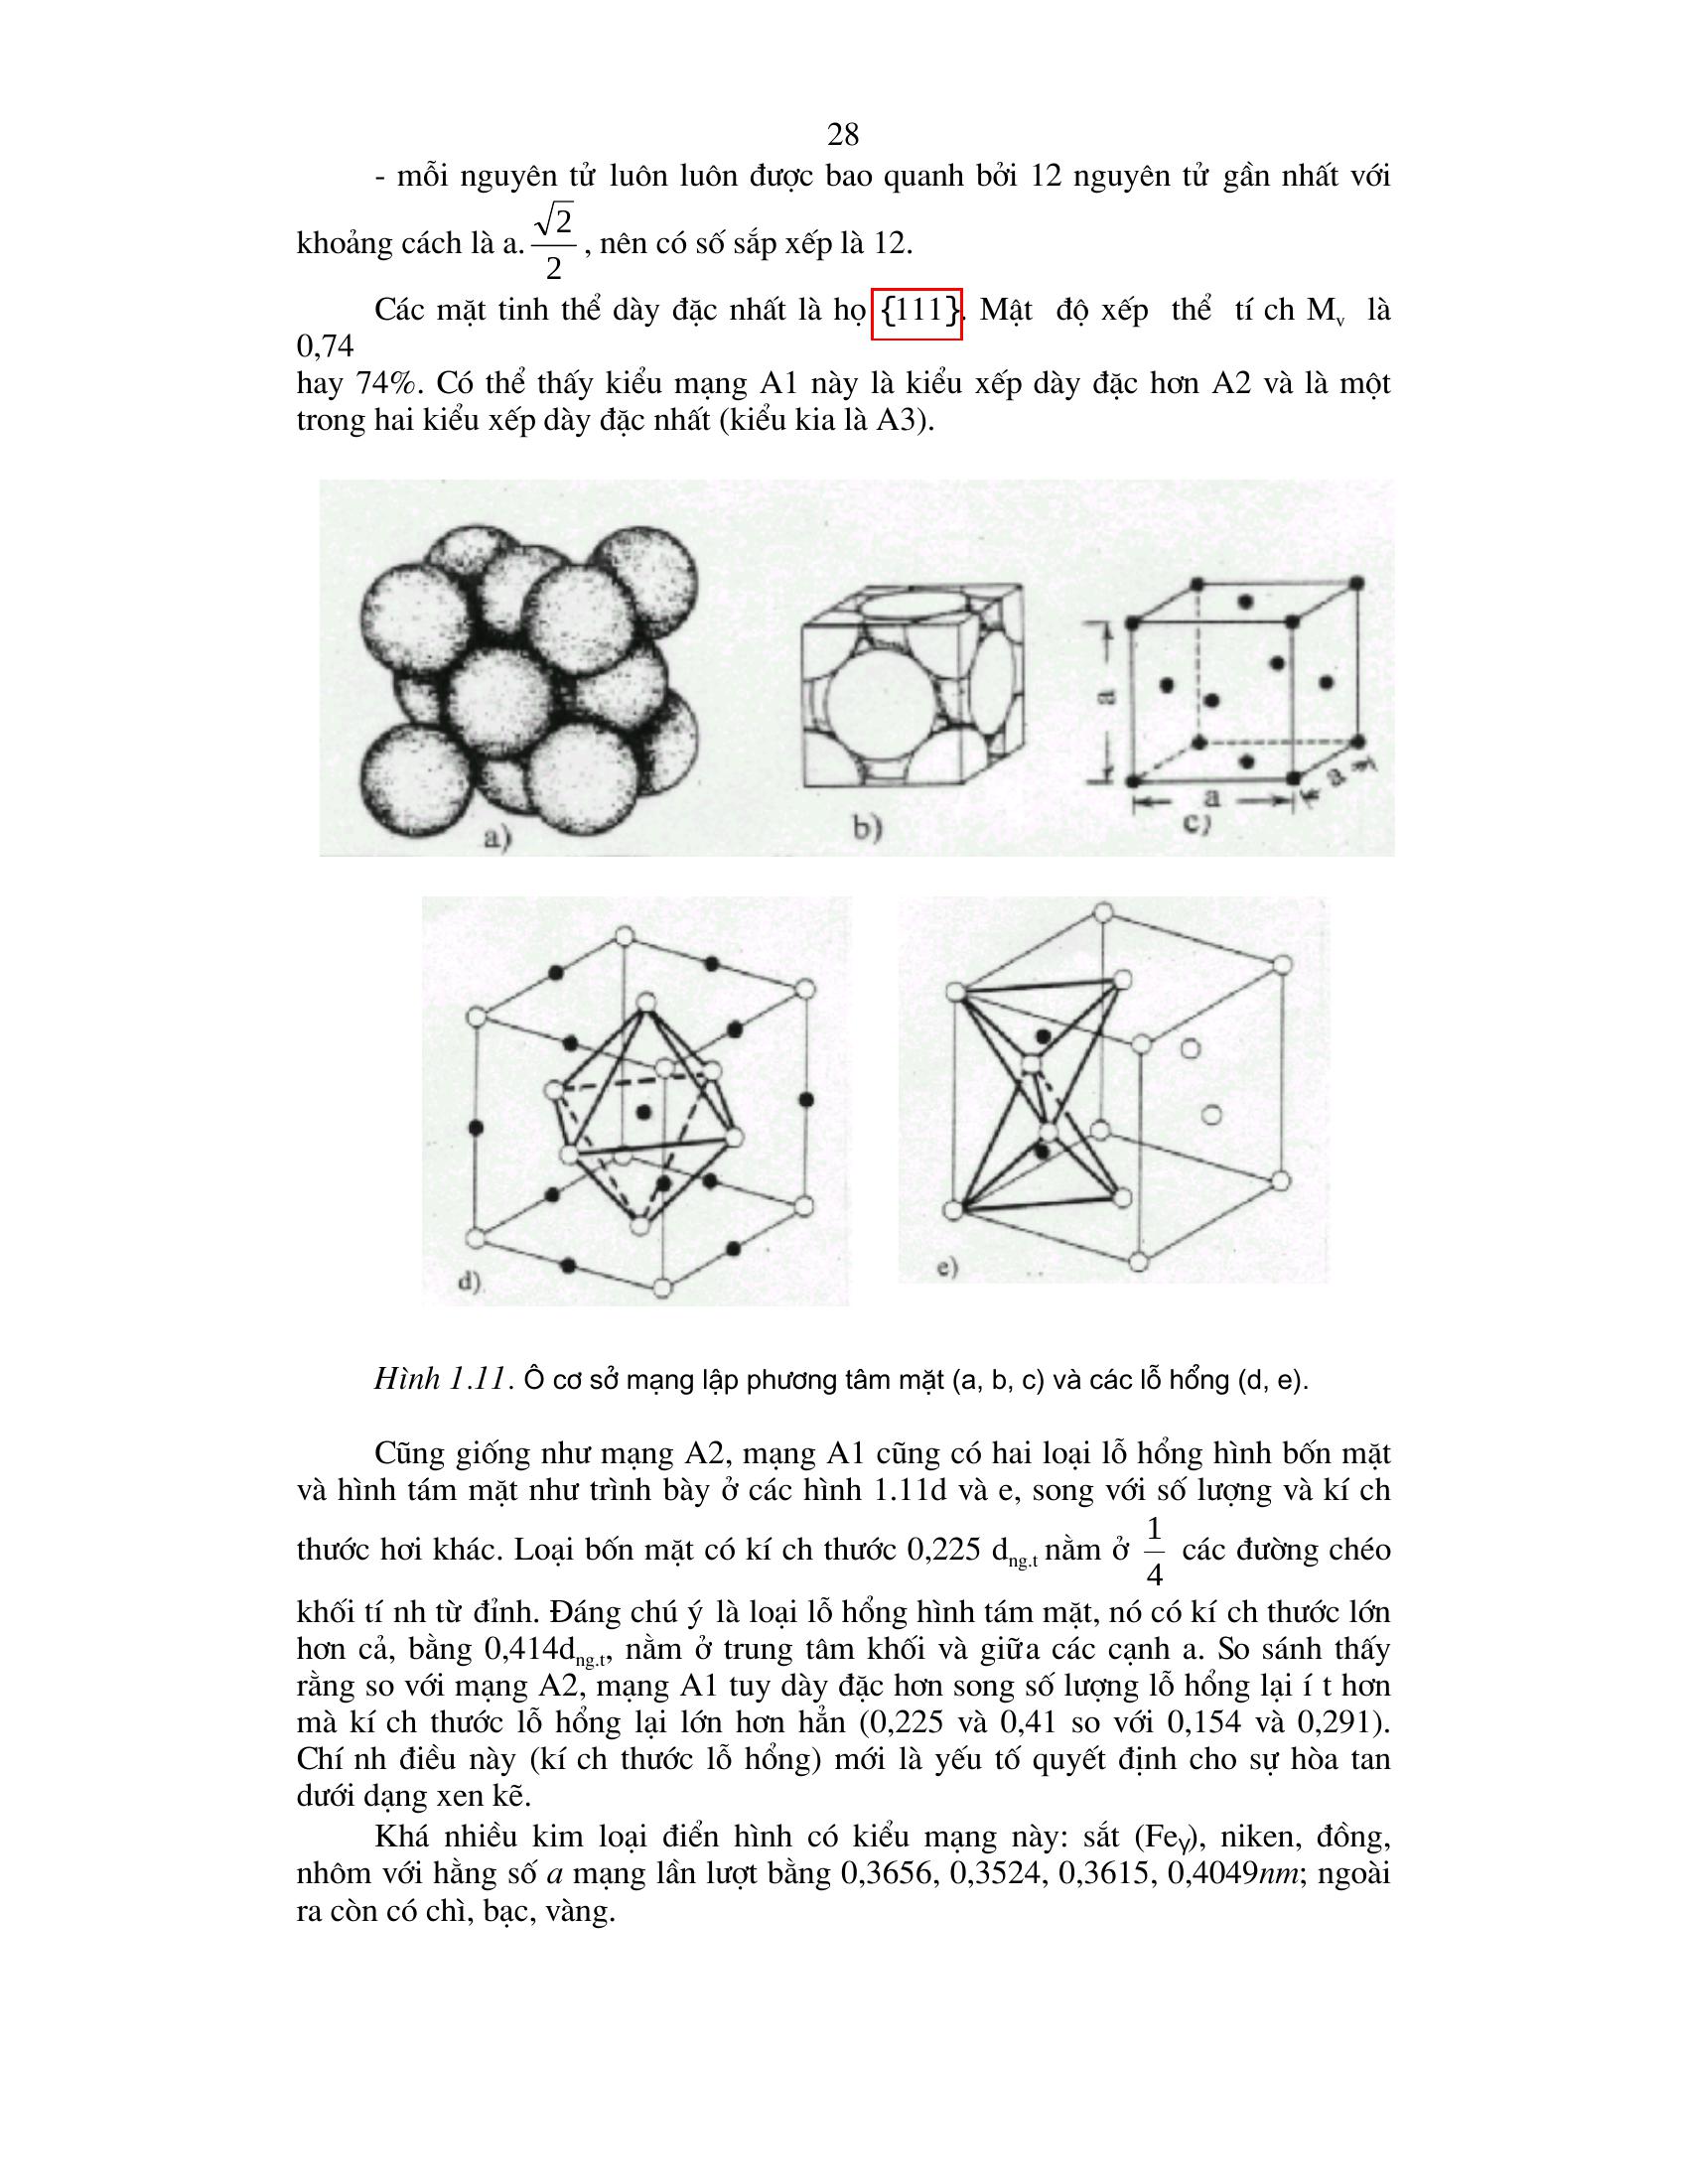 28
- mỗi nguyên tử luôn luôn được bao quanh bởi 12 nguyên tử gần nhất với
khoảng cách là a. √2/2 , nên có số sắp xếp là 12.
Các mặt tinh thể dày đặc nhất là họ {111}. Mật độ xếp thể tí ch Mv là
0,74
hay 74%. Có thể thấy kiểu mạng A1 này là kiểu xếp dày đặc hơn A2 và là một
trong hai kiểu xếp dày đặc nhất (kiểu kia là A3).
a
a
a
a)
b)
c)
d)
e)
Hình 1.11. Ô cơ sở mạng lập phương tâm mặt (a, b, c) và các lỗ hổng (d, e).
Cũng giống như mạng A2, mạng A1 cũng có hai loại lỗ hổng hình bốn mặt
và hình tám mặt như trình bày ở các hình 1.11d và e, song với số lượng và kí ch
thước hơi khác. Loại bốn mặt có kí ch thước 0,225 dng.t nằm ở 1/4 các đường chéo
khối tí nh từ đỉnh. Đáng chú ý là loại lỗ hổng hình tám mặt, nó có kí ch thước lớn
hơn cả, bằng 0,414dng.t, nằm ở trung tâm khối và giữa các cạnh a. So sánh thấy
rằng so với mạng A2, mạng A1 tuy dày đặc hơn song số lượng lỗ hổng lại í t hơn
mà kí ch thước lỗ hổng lại lớn hơn hẳn (0,225 và 0,41 so với 0,154 và 0,291).
Chí nh điều này (kí ch thước lỗ hổng) mới là yếu tố quyết định cho sự hòa tan
dưới dạng xen kẽ.
Khá nhiều kim loại điển hình có kiểu mạng này: sắt (Feγ), niken, đồng,
nhôm với hằng số a mạng lần lượt bằng 0,3656, 0,3524, 0,3615, 0,4049nm; ngoài
ra còn có chì, bạc, vàng.